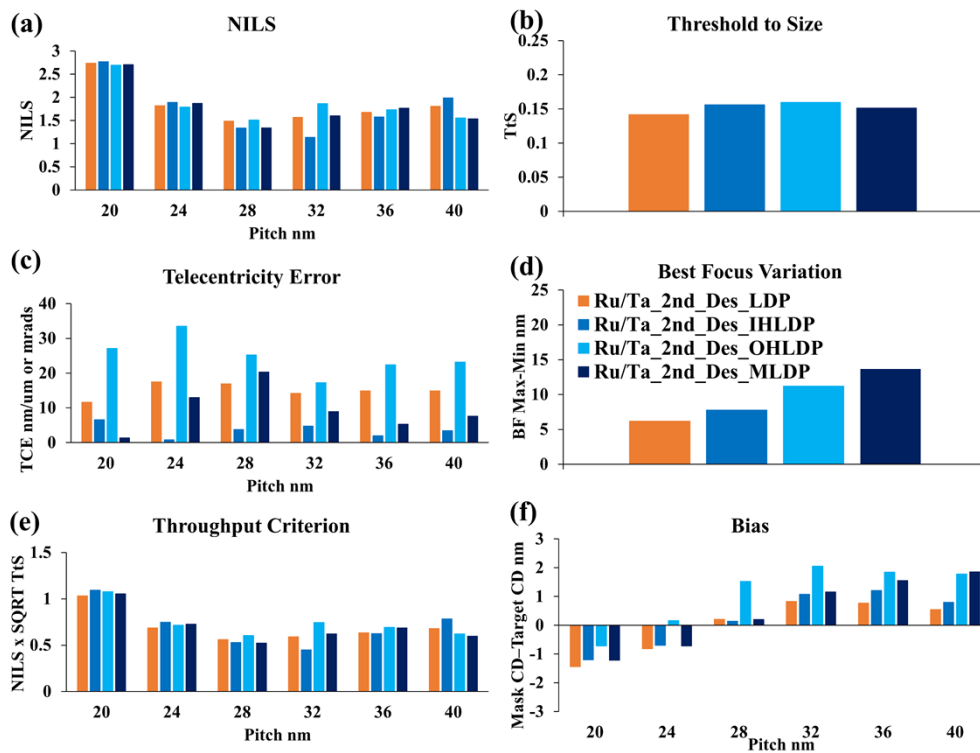 (a)
NILS
NILS
3
2.5
2
1.5
1
0.5
0
20 24 28 32 36 40
Pitch nm
(b)
Threshold to Size
TtS
0.25
0.2
0.15
0.1
0.05
0
(c)
Telecentricity Error
TCE nm/um or mrads
40
30
20
10
0
20 24 28 32 36 40
Pitch nm
(d)
Best Focus Variation
BF Max-Min nm
25
20
15
10
5
0
Ru/Ta_2nd_Des_LDP
Ru/Ta_2nd_Des_IHLDP
Ru/Ta_2nd_Des_OHLDP
Ru/Ta_2nd_Des_MLDP
(e)
Throughput Criterion
NILS x SQRT TtS
1.5
1
0.5
0
20 24 28 32 36 40
Pitch nm
(f)
Bias
Mask CD–Target CD nm
3
2
1
0
-1
-2
-3
20 24 28 32 36 40
Pitch nm